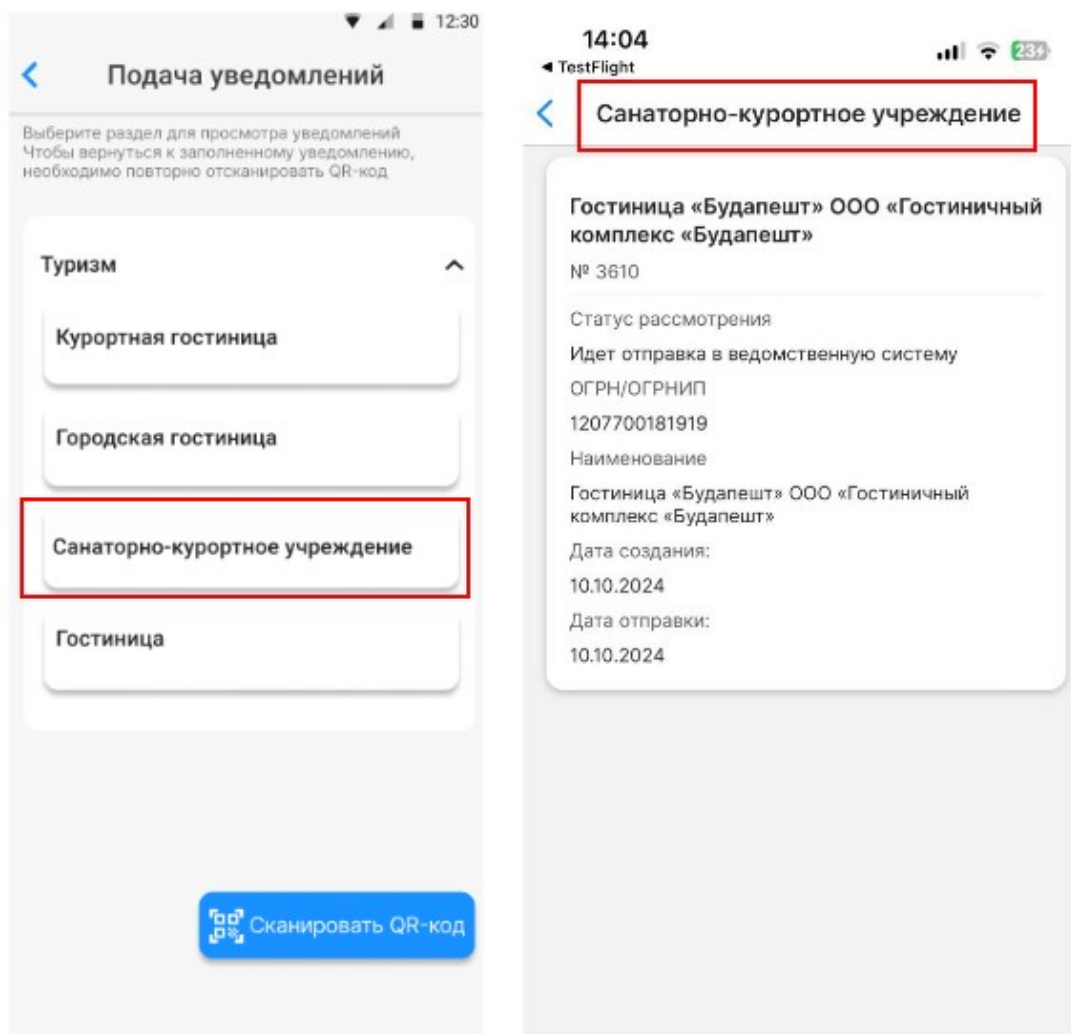 12:30
Подача уведомлений
Выберите раздел для просмотра уведомлений
Чтобы вернуться к заполненному уведомлению,
необходимо повторно отсканировать QR-код
Туризм
Курортная гостиница
Городская гостиница
Санаторно-курортное учреждение
Гостиница
Сканировать QR-код
14:04
TestFlight
23
Санаторно-курортное учреждение
Гостиница «Будапешт» ООО «Гостиничный
комплекс «Будапешт»
№ 3610
Статус рассмотрения
Идет отправка в ведомственную систему
ОГРН/ОГРНИП
1207700181919
Наименование
Гостиница «Будапешт» ООО «Гостиничный
комплекс «Будапешт»
Дата создания:
10.10.2024
Дата отправки:
10.10.2024